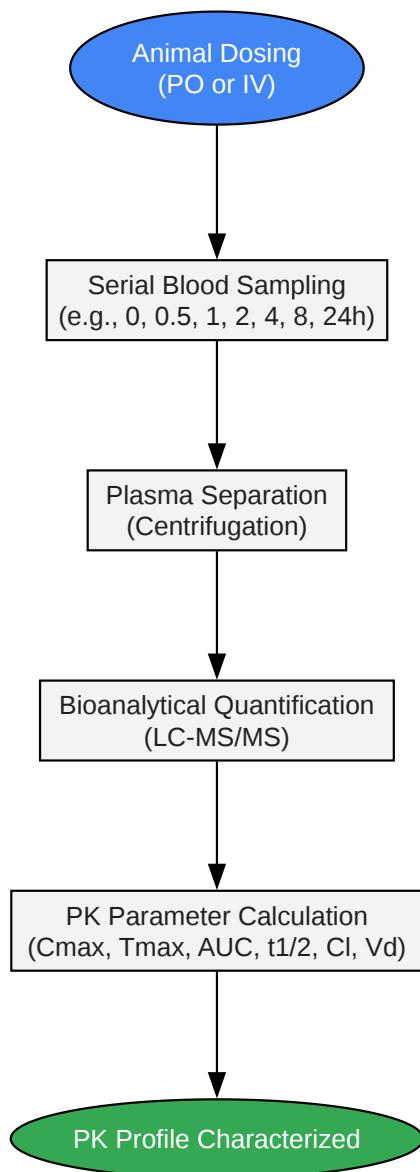 Animal Dosing
(PO or IV)
Serial Blood Sampling
(e.g., 0, 0.5, 1, 2, 4, 8, 24h)
Plasma Separation
(Centrifugation)
Bioanalytical Quantification
(LC-MS/MS)
PK Parameter Calculation
(Cmax, Tmax, AUC, t1/2, Cl, Vd)
PK Profile Characterized